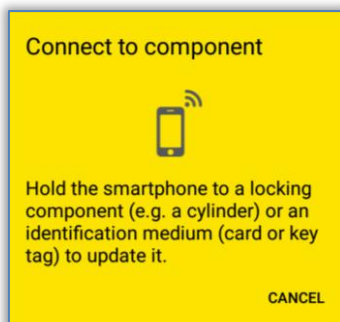 Connect to component
Hold the smartphone to a locking
component (e.g. a cylinder) or an
identification medium (card or key
tag) to update it.
CANCEL